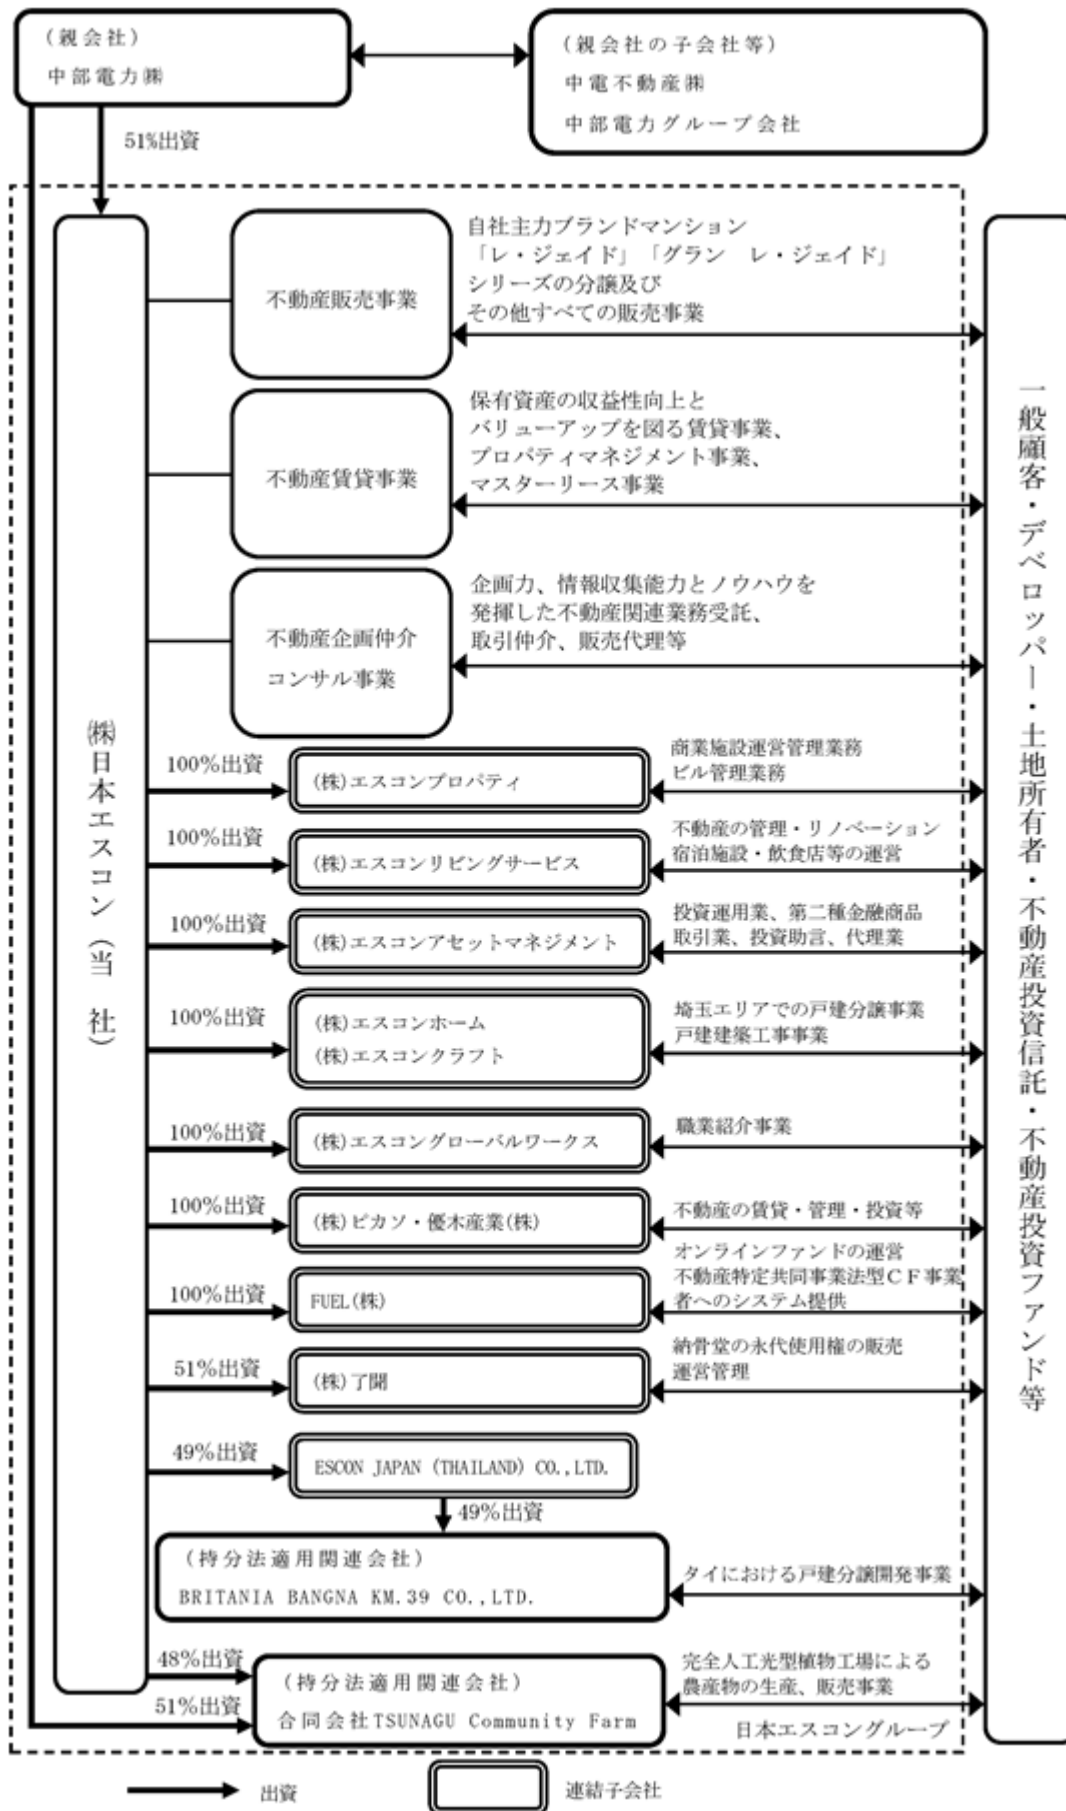 (親会社)
中部電力㈱
(親会社の子会社等)
中電不動産㈱
中部電力グループ会社
51%出資
㈱日本エスコン(当 社)
不動産販売事業
自社主力ブランドマンション
「レ・ジェイド」「グラン レ・ジェイド」
シリーズの分譲及び
その他すべての販売事業
不動産賃貸事業
保有資産の収益性向上と
バリューアップを図る賃貸事業、
プロパティマネジメント事業、
マスターリース事業
不動産企画仲介
コンサル事業
企画力、情報収集能力とノウハウを
発揮した不動産関連業務受託、
取引仲介、販売代理等
100%出資
(株)エスコンプロパティ
商業施設運営管理業務
ビル管理業務
100%出資
(株)エスコンリビングサービス
不動産の管理・リノベーション
宿泊施設・飲食店等の運営
100%出資
(株)エスコンアセットマネジメント
投資運用業、第二種金融商品
取引業、投資助言、代理業
100%出資
(株)エスコンホーム
(株)エスコンクラフト
埼玉エリアでの戸建分譲事業
戸建建築工事事業
100%出資
(株)エスコングローバルワークス
職業紹介事業
100%出資
(株)ピカソ・優木産業(株)
不動産の賃貸・管理・投資等
100%出資
FUEL(株)
オンラインファンドの運営
不動産特定共同事業法型CF事業
者へのシステム提供
51%出資
(株)了聞
納骨堂の永代使用権の販売
運営管理
49%出資
ESCON JAPAN (THAILAND) CO.,LTD.
49%出資
(持分法適用関連会社)
BRITANIA BANGNA KM.39 CO.,LTD.
タイにおける戸建分譲開発事業
48%出資
51%出資
(持分法適用関連会社)
合同会社TSUNAGU Community Farm
完全人工光型植物工場による
農産物の生産、販売事業
日本エスコングループ
一般顧客・デベロッパー・土地所有者・不動産投資信託・不動産投資ファンド等
出資
連結子会社